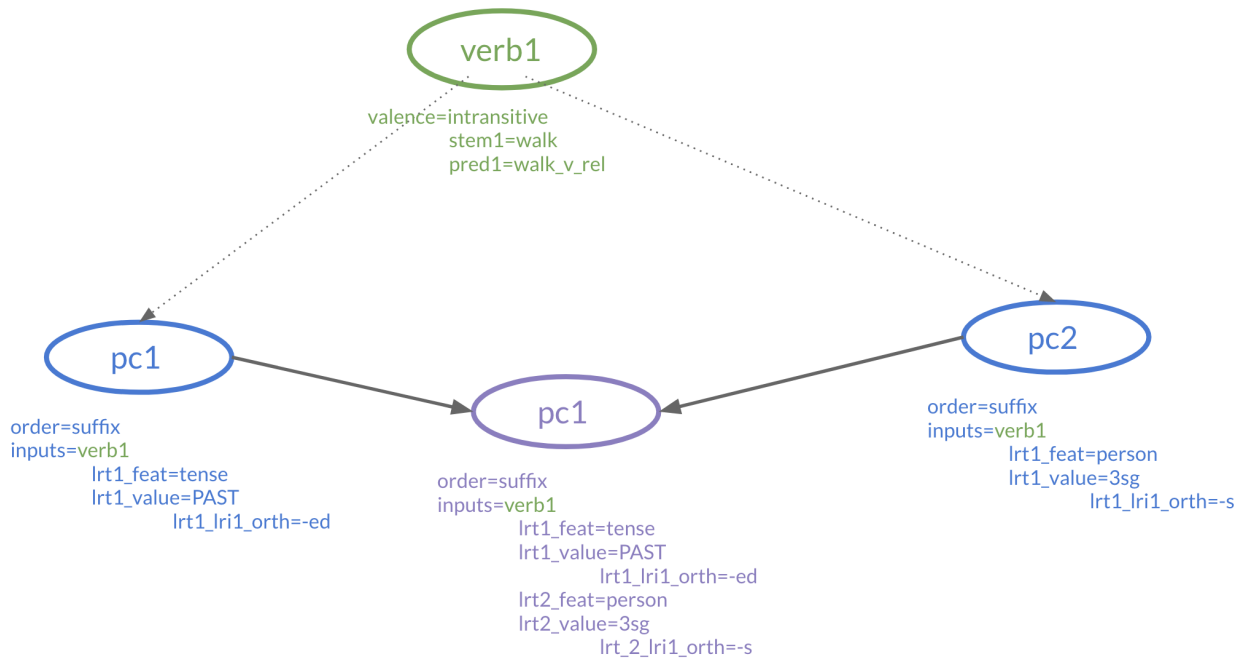 verb1
valence=intransitive
stem1=walk
pred1=walk_v_rel
pc1
order=suffix
inputs=verb1
lrt1_feat=tense
lrt1_value=PAST
lrt1_lri1_orth=-ed
pc1
order=suffix
inputs=verb1
lrt1_feat=tense
lrt1_value=PAST
lrt1_lri1_orth=-ed
lrt2_feat=person
lrt2_value=3sg
lrt_2_lri1_orth=-s
pc2
order=suffix
inputs=verb1
lrt1_feat=person
lrt1_value=3sg
lrt1_lri1_orth=-s